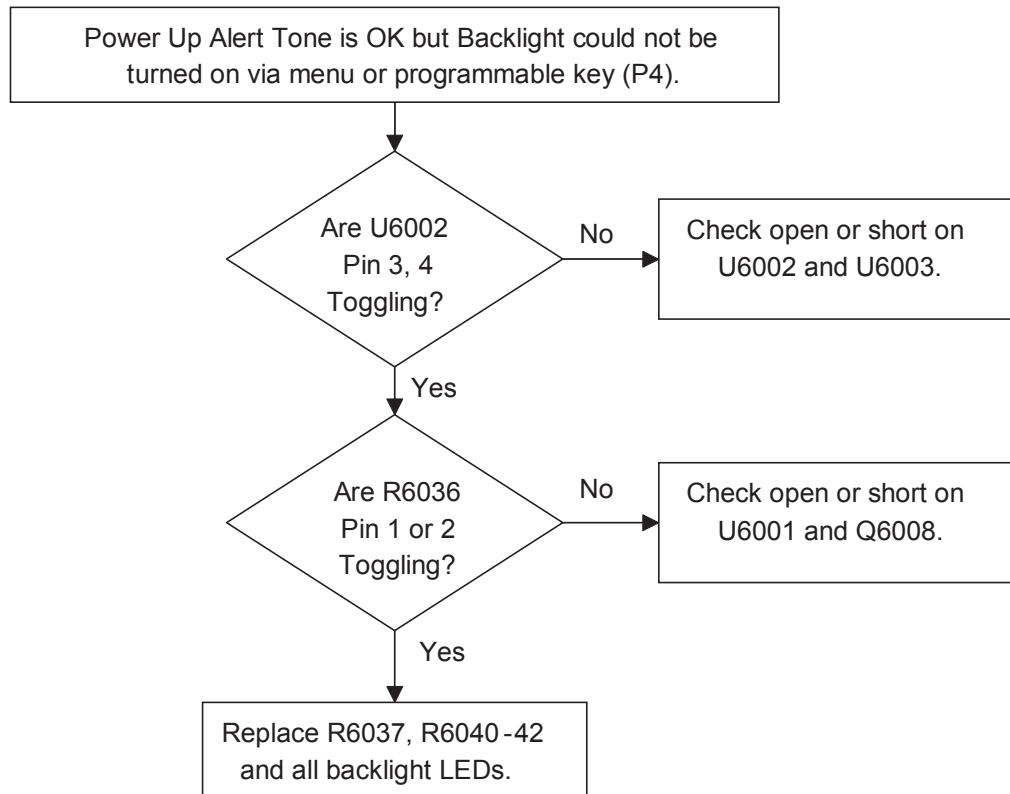 Power Up Alert Tone is OK but Backlight could not be
turned on via menu or programmable key (P4).
Are U6002
Pin 3, 4
Toggling?
No
Check open or short on
U6002 and U6003.
Yes
Are R6036
Pin 1 or 2
Toggling?
No
Check open or short on
U6001 and Q6008.
Yes
Replace R6037, R6040-42
and all backlight LEDs.